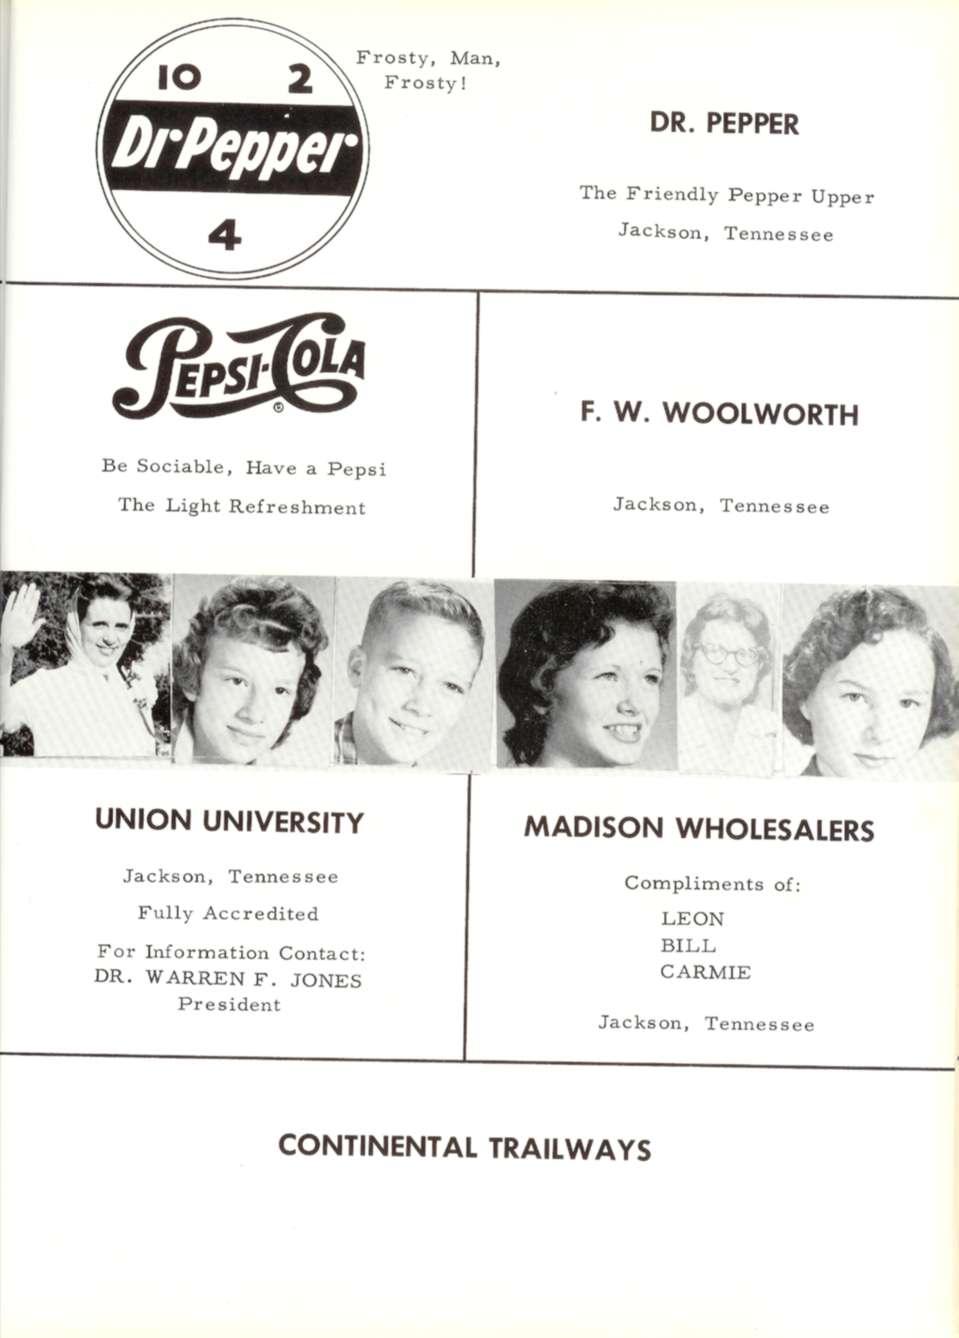 10 2
Dr Pepper
4
Frosty, Man,
Frosty!
DR. PEPPER
The Friendly Pepper Upper
Jackson, Tennessee
PEPSI-COLA
©
Be Sociable, Have a Pepsi
The Light Refreshment
F. W. WOOLWORTH
Jackson, Tennessee
UNION UNIVERSITY
Jackson, Tennessee
Fully Accredited
For Information Contact:
DR. WARREN F. JONES
President
MADISON WHOLESALERS
Compliments of:
LEON
BILL
CARMIE
Jackson, Tennessee
CONTINENTAL TRAILWAYS